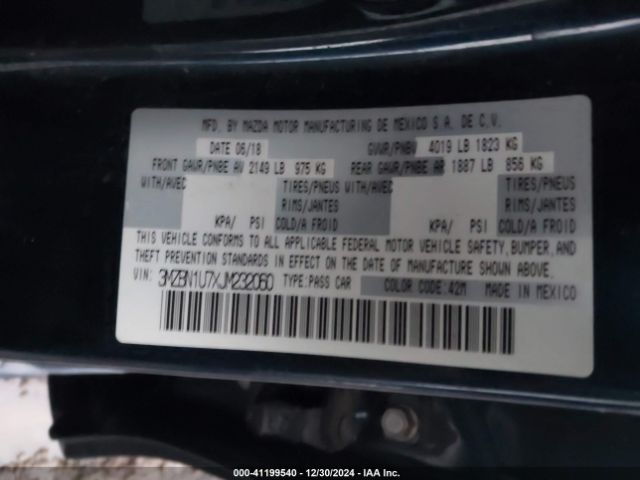 MFD. BY MAZDA MOTOR MANUFACTURING DE MEXICO S.A. DE C.V.
DATE 06/18 GVWR/PNBV 4019 LB 1823 KG
FRONT GAWR/PNBE AV 2149 LB 975 KG REAR GAWR/PNBE AR 1887 LB 856 KG
WITH/AVEC TIRES/PNEUS WITH/AVEC TIRES/PNEUS
RIMS/JANTES RIMS/JANTES
KPA/ PSI COLD/A FROID KPA/ PSI COLD/A FROID
THIS VEHICLE CONFORMS TO ALL APPLICABLE FEDERAL MOTOR VEHICLE SAFETY, BUMPER, AND
THEFT PREVENTION STANDARDS IN EFFECT ON THE DATE OF MANUFACTURE SHOWN ABOVE.
VIN: 3MZBN1U7XJM232060 TYPE:PASS CAR COLOR CODE:42M MADE IN MEXICO
000-41199540 - 12/30/2024 - IAA Inc.